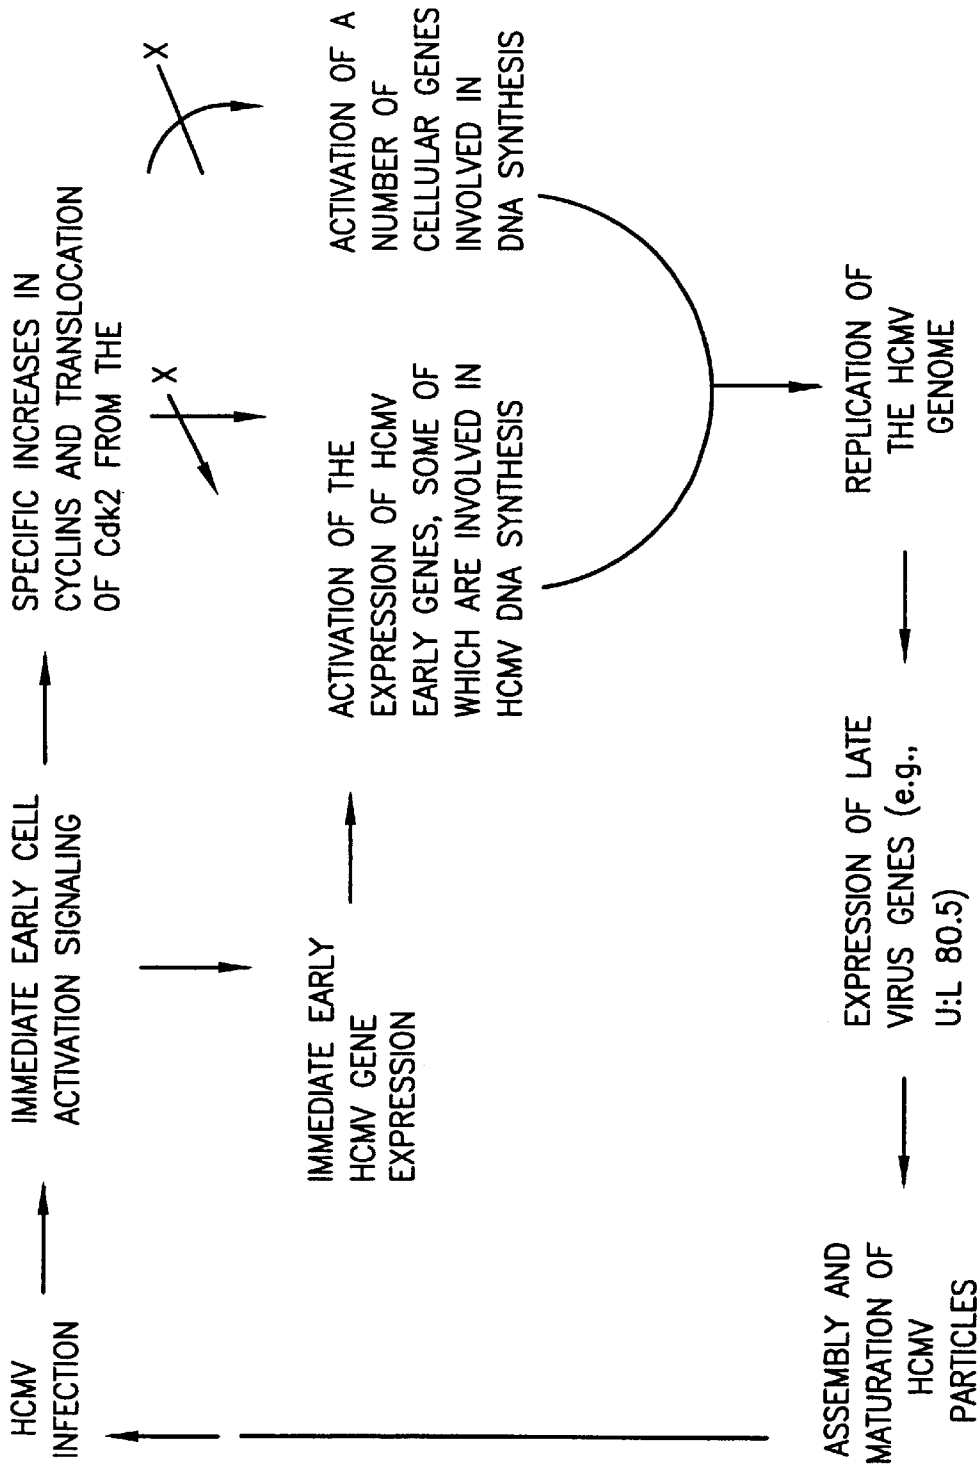 HCMV
INFECTION
IMMEDIATE EARLY CELL
ACTIVATION SIGNALING
SPECIFIC INCREASES IN
CYCLINS AND TRANSLOCATION
OF Cdk2 FROM THE
X
X
IMMEDIATE EARLY
HCMV GENE
EXPRESSION
ACTIVATION OF THE
EXPRESSION OF HCMV
EARLY GENES, SOME OF
WHICH ARE INVOLVED IN
HCMV DNA SYNTHESIS
ACTIVATION OF A
NUMBER OF
CELLULAR GENES
INVOLVED IN
DNA SYNTHESIS
ASSEMBLY AND
MATURATION OF
HCMV
PARTICLES
EXPRESSION OF LATE
VIRUS GENES (e.g.,
U:L 80.5)
REPLICATION OF
THE HCMV
GENOME